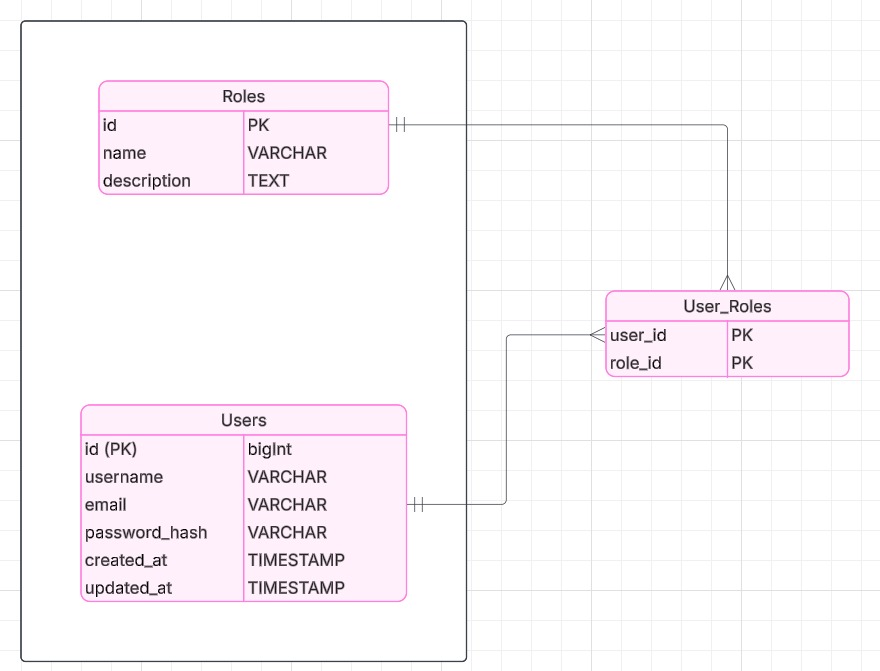 Roles
id PK
name VARCHAR
description TEXT
User_Roles
user_id PK
role_id PK
Users
id (PK) bigInt
username VARCHAR
email VARCHAR
password_hash VARCHAR
created_at TIMESTAMP
updated_at TIMESTAMP